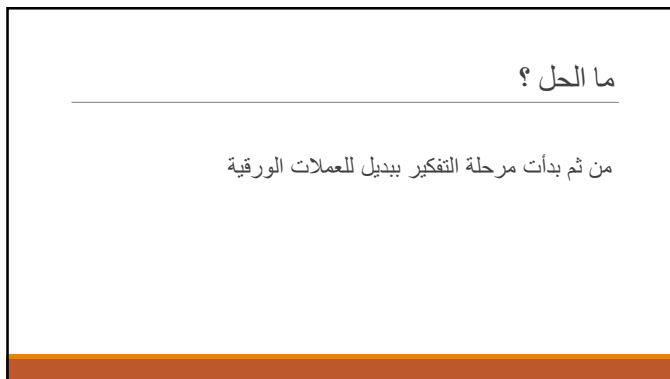 ما الحل ؟
من ثم بدأت مرحلة التفكير ببديل للعملات الورقية